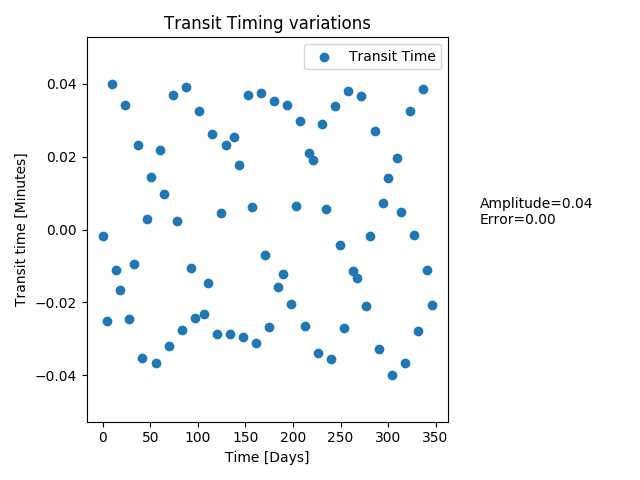 Transit Timing variations
Transit Time
Transit time [Minutes]
0.04
0.02
0.00
−0.02
−0.04
0
50
100
150
200
250
300
350
Time [Days]
Amplitude=0.04
Error=0.00